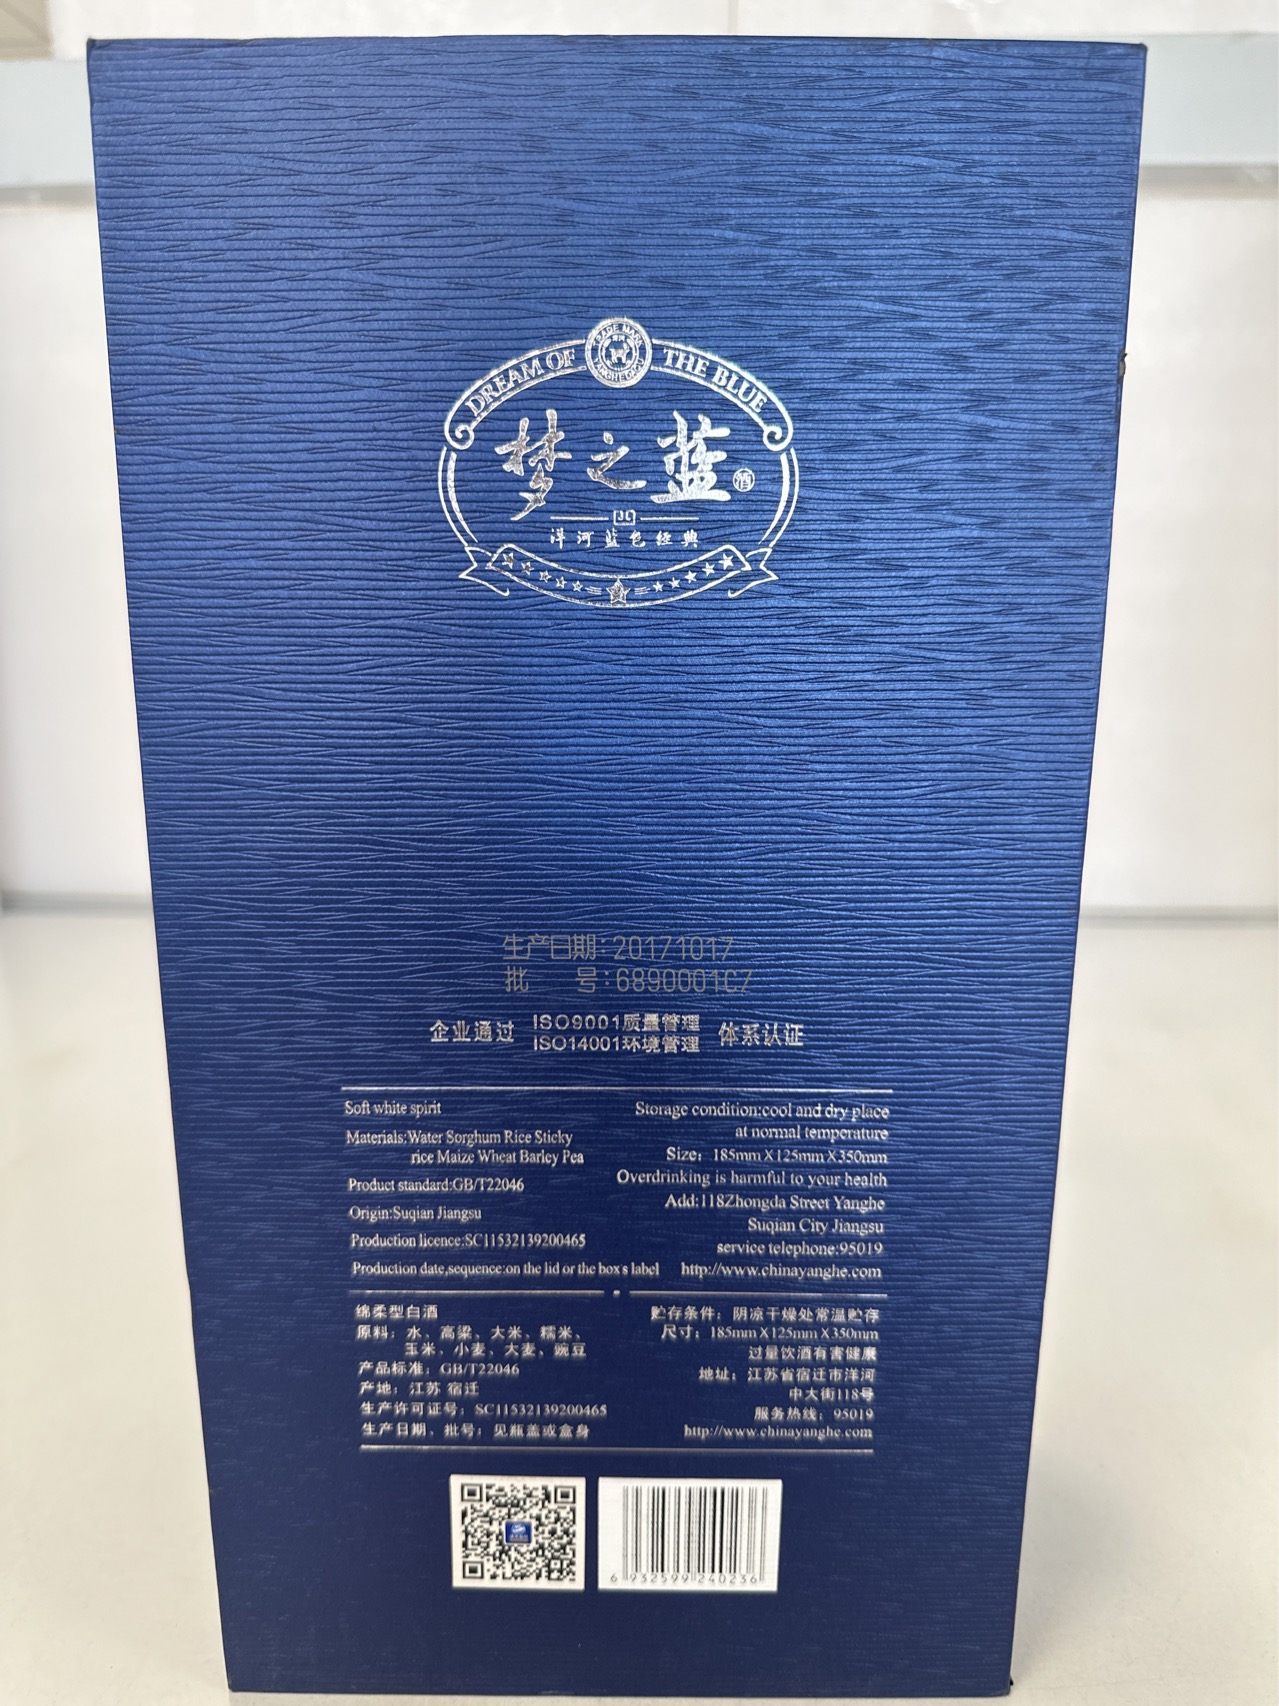 TRADE MARK
DREAM OF THE BLUE
梦之蓝
酒
洋河蓝色经典
生产日期:20171017
批 号:6890001C7
企业通过 ISO9001质量管理 体系认证
ISO14001环境管理
Soft white spirit
Materials:Water Sorghum Rice Sticky
rice Maize Wheat Barley Pea
Product standard:GB/T22046
Origin:Suqian Jiangsu
Production licence:SC11532139200465
Production date,sequence:on the lid or the box s label
Storage condition:cool and dry place
at normal temperature
Size: 185mm X 125mm X 350mm
Overdrinking is harmful to your health
Add:118Zhongda Street Yanghe
Suqian City Jiangsu
service telephone:95019
http://www.chinayanghe.com
绵柔型白酒
原料：水、高粱、大米、糯米、
玉米、小麦、大麦、豌豆
产品标准：GB/T22046
产地：江苏 宿迁
生产许可证号：SC11532139200465
生产日期、批号：见瓶盖或盒身
贮存条件：阴凉干燥处常温贮存
尺寸：185mm X 125mm X 350mm
过量饮酒有害健康
地址：江苏省宿迁市洋河
中大街118号
服务热线：95019
http://www.chinayanghe.com
6 932599 240236